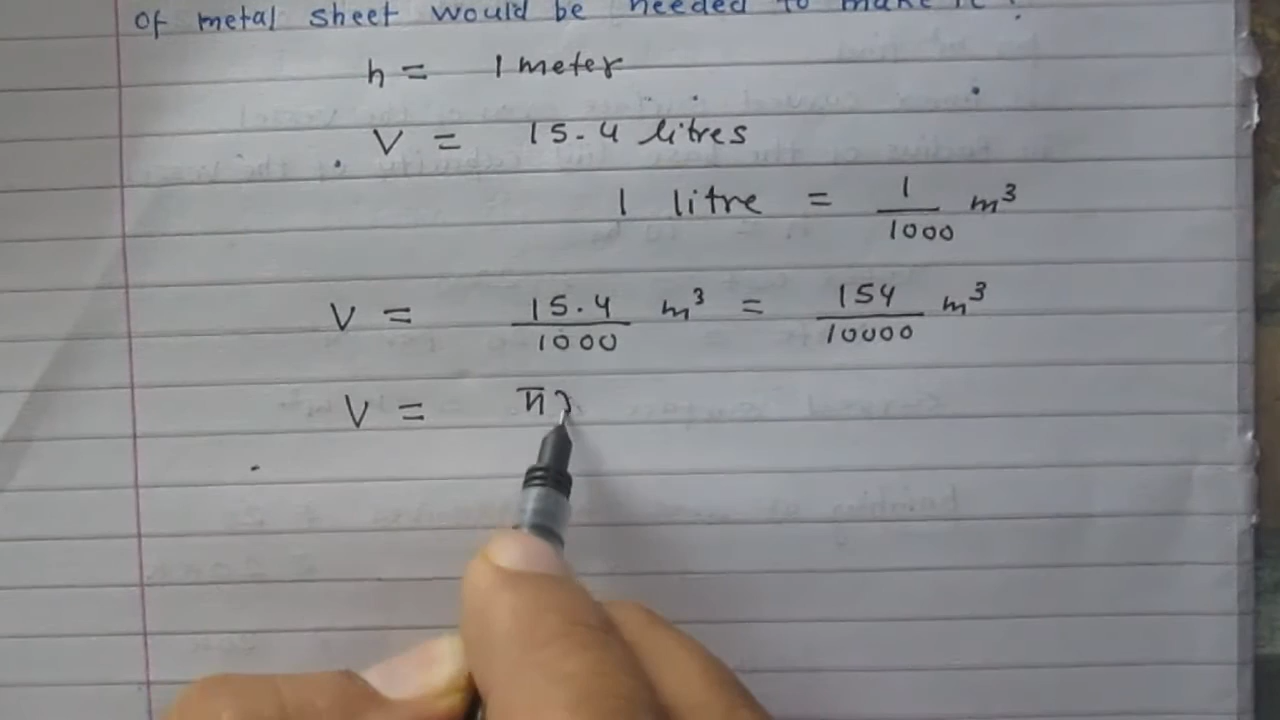 of metal sheet would be needed to make it?
h = 1 meter
V = 15.4 litres
1 litre = 1/1000 m³
V = 15.4/1000 m³ = 154/10000 m³
V = π